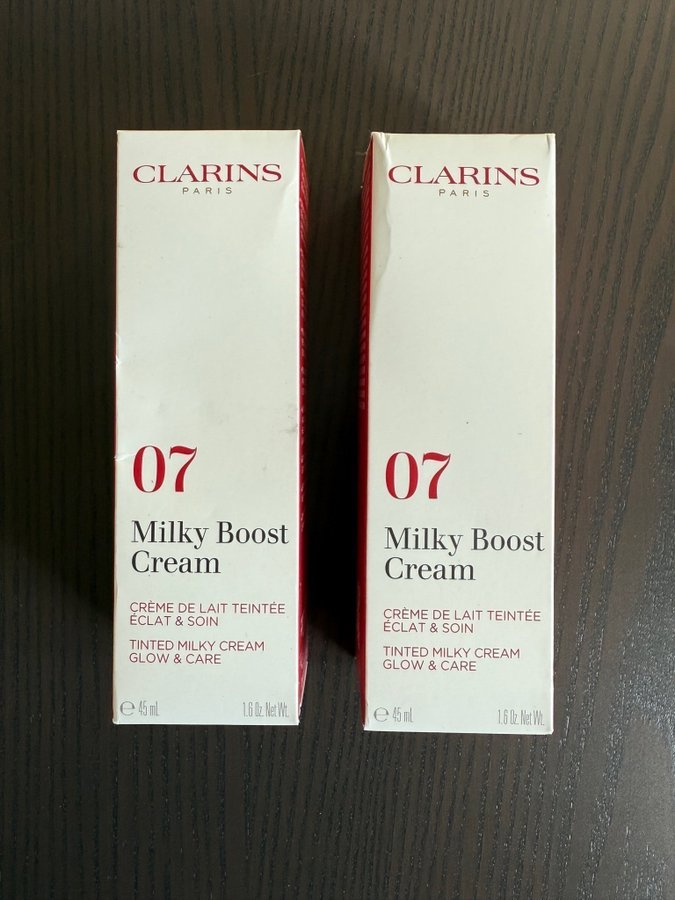 CLARINS
PARIS
07
Milky Boost
Cream
CRÈME DE LAIT TEINTÉE
ÉCLAT & SOIN
TINTED MILKY CREAM
GLOW & CARE
℮ 45 mL 1.6 Oz. Net Wt.
CLARINS
PARIS
07
Milky Boost
Cream
CRÈME DE LAIT TEINTÉE
ÉCLAT & SOIN
TINTED MILKY CREAM
GLOW & CARE
℮ 45 mL 1.6 Oz. Net Wt.